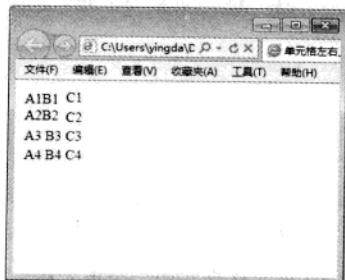 C:\Users\yingda\D
单元格左右
文件(F) 编辑(E) 查看(V) 收藏夹(A) 工具(T) 帮助(H)
A1B1 C1
A2B2 C2
A3 B3 C3
A4 B4 C4